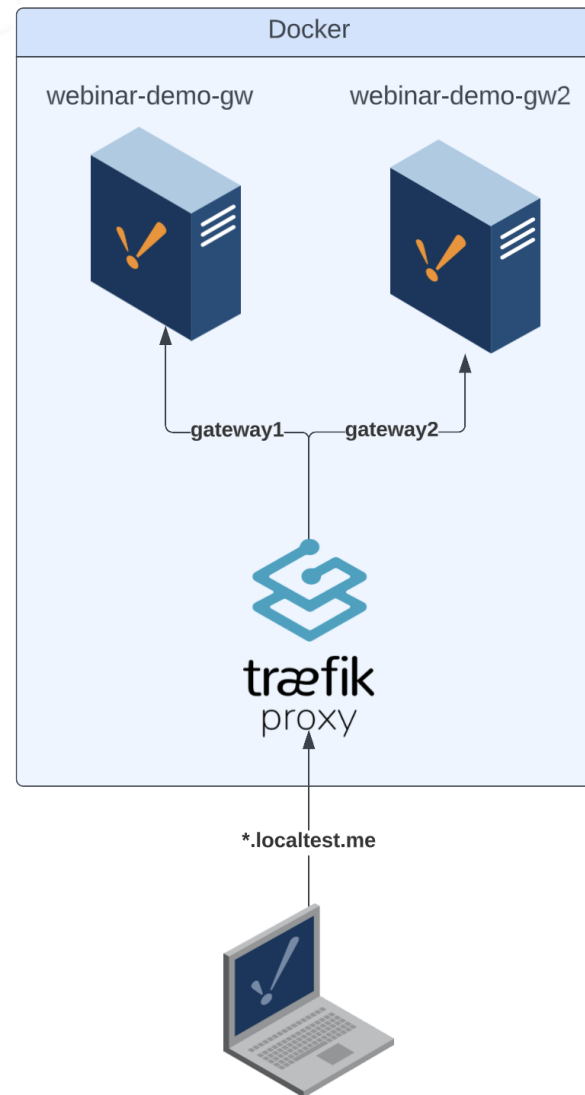 Docker
webinar-demo-gw
webinar-demo-gw2
gateway1
gateway2
træfik
proxy
*.localtest.me